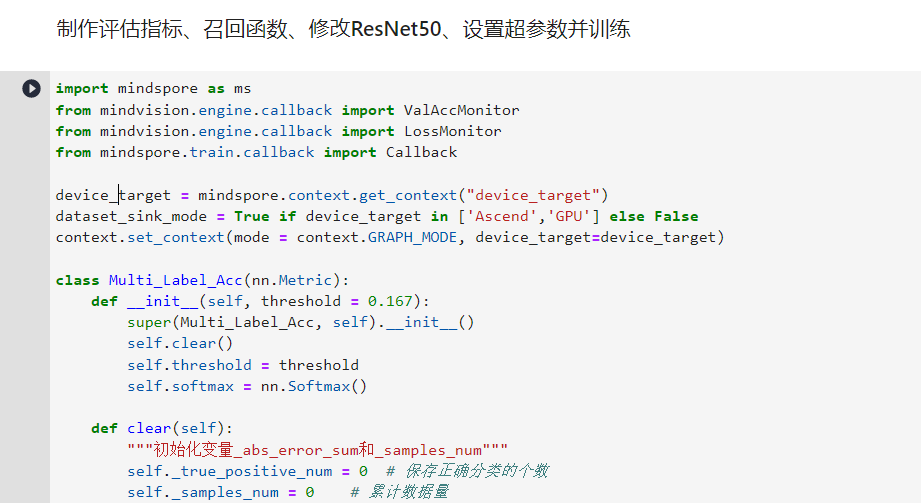 制作评估指标、召回函数、修改ResNet50、设置超参数并训练
import mindspore as ms
from mindvision.engine.callback import ValAccMonitor
from mindvision.engine.callback import LossMonitor
from mindspore.train.callback import Callback
device_target = mindspore.context.get_context("device_target")
dataset_sink_mode = True if device_target in ['Ascend','GPU'] else False
context.set_context(mode = context.GRAPH_MODE, device_target=device_target)
class Multi_Label_Acc(nn.Metric):
    def __init__(self, threshold = 0.167):
        super(Multi_Label_Acc, self).__init__()
        self.clear()
        self.threshold = threshold
        self.softmax = nn.Softmax()
    def clear(self):
        """初始化变量_abs_error_sum和_samples_num"""
        self._true_positive_num = 0  # 保存正确分类的个数
        self._samples_num = 0    # 累计数据量